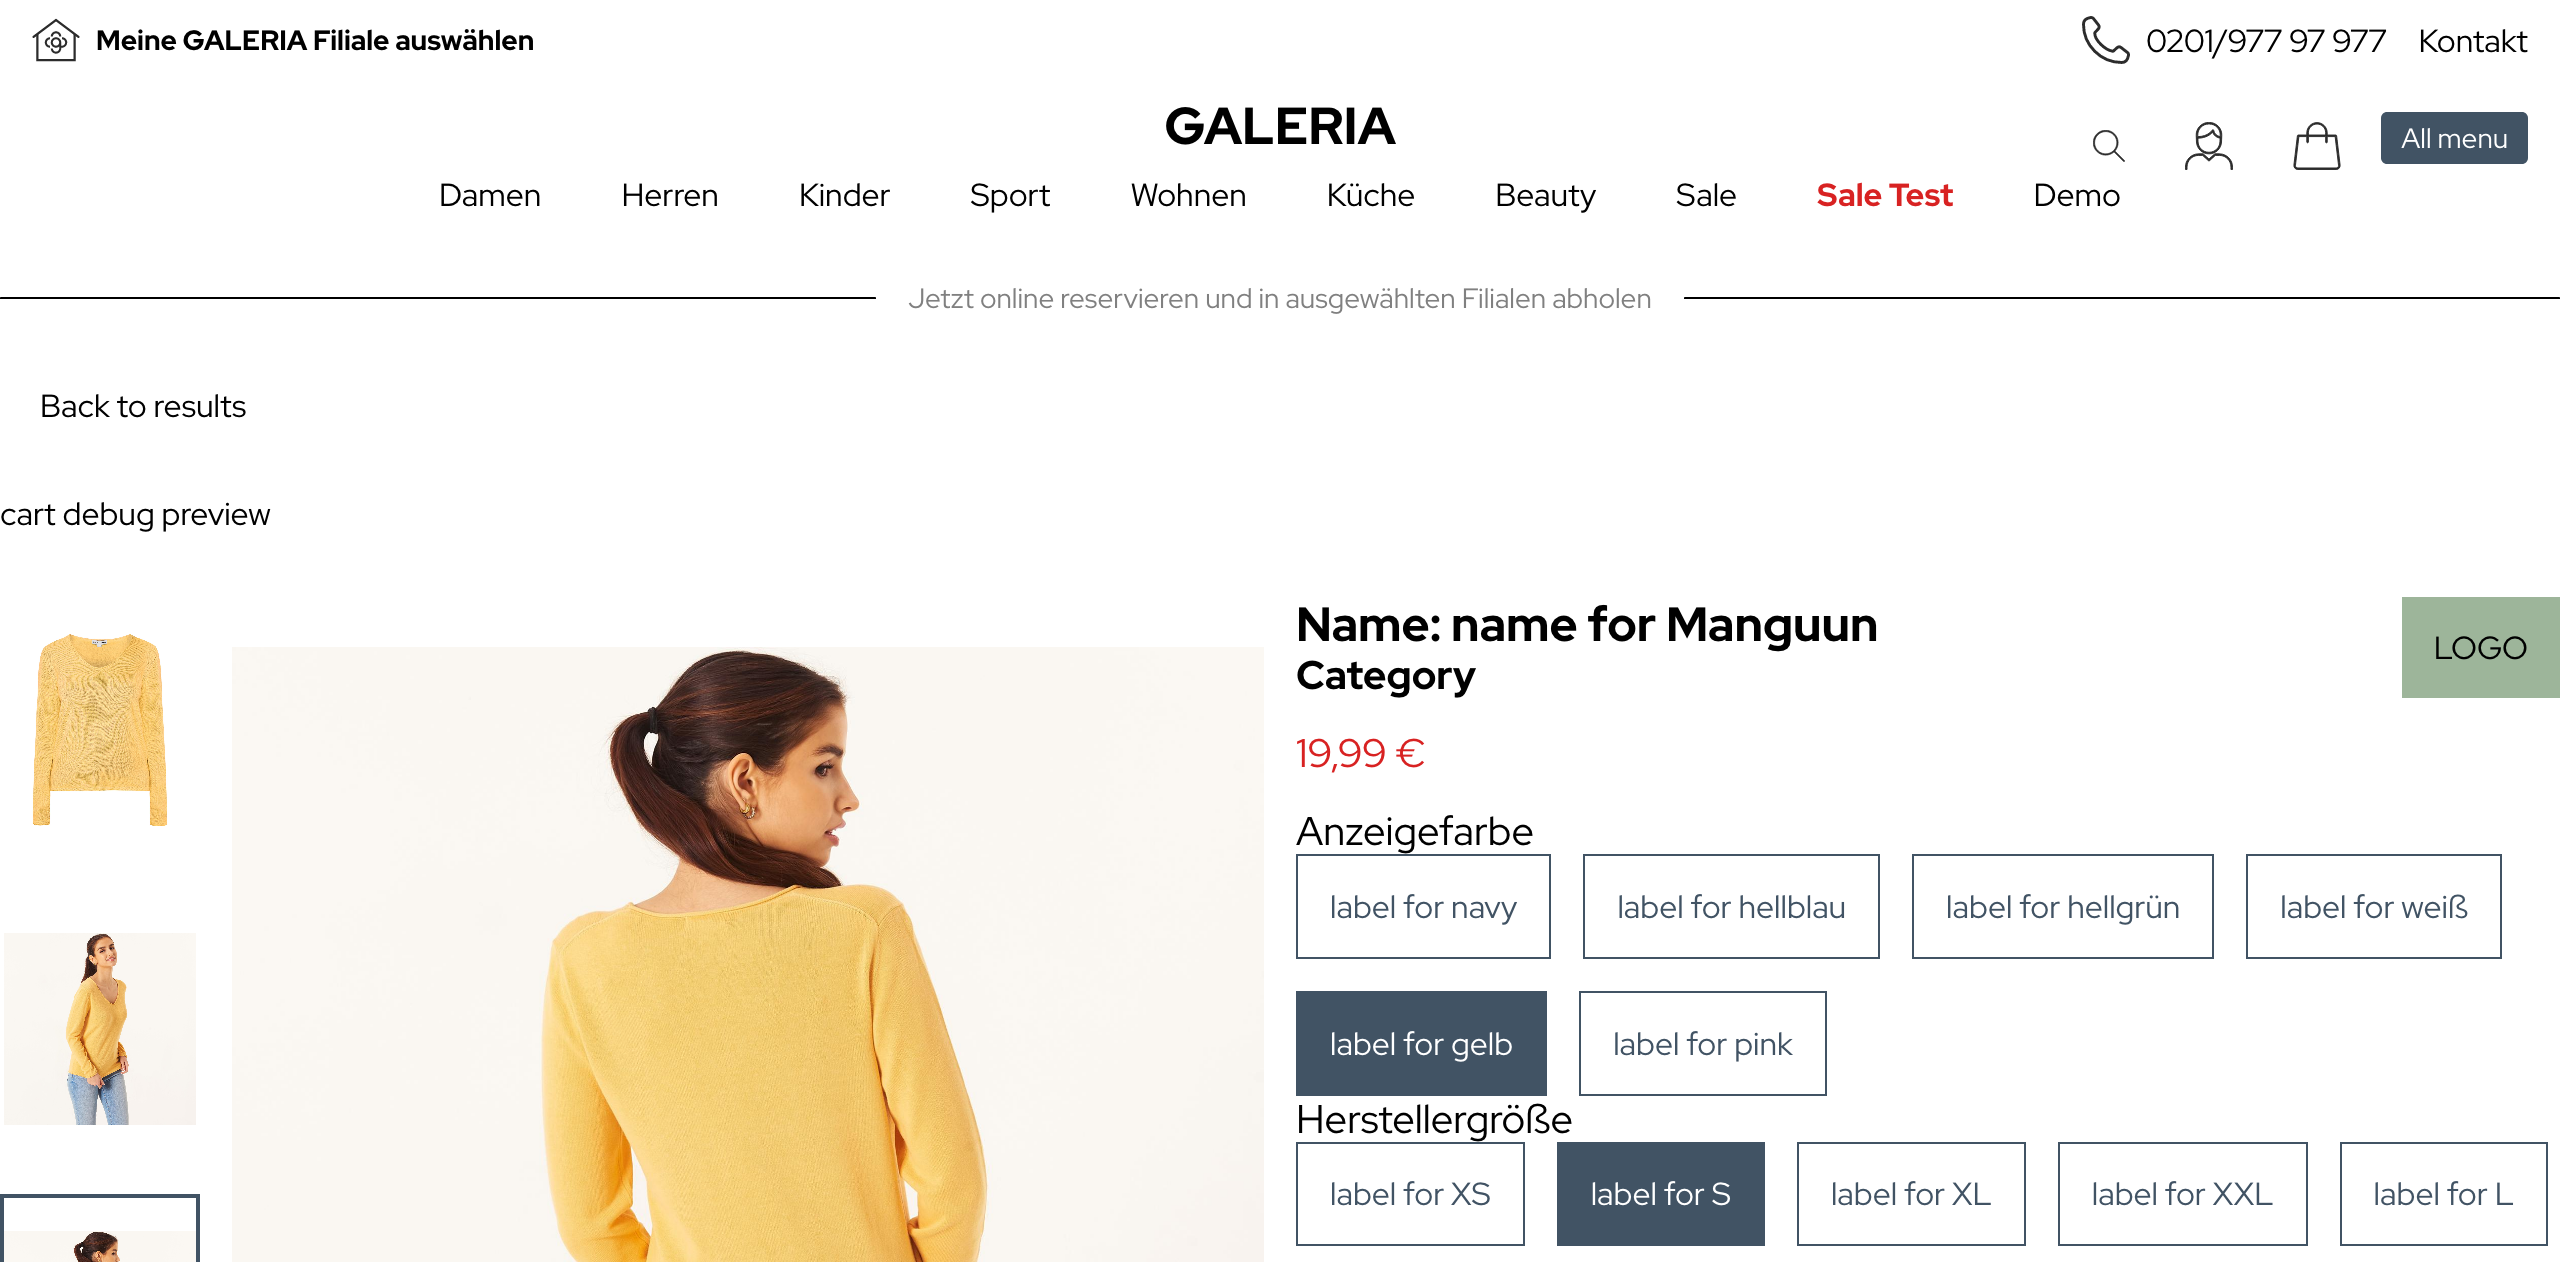 Meine GALERIA Filiale auswählen
0201/977 97 977 Kontakt
GALERIA
All menu
Damen Herren Kinder Sport Wohnen Küche Beauty Sale Sale Test Demo
Jetzt online reservieren und in ausgewählten Filialen abholen
Back to results
cart debug preview
Name: name for Manguun
LOGO
Category
19,99 €
Anzeigefarbe
label for navy label for hellblau label for hellgrün label for weiß
label for gelb label for pink
Herstellergröße
label for XS label for S label for XL label for XXL label for L